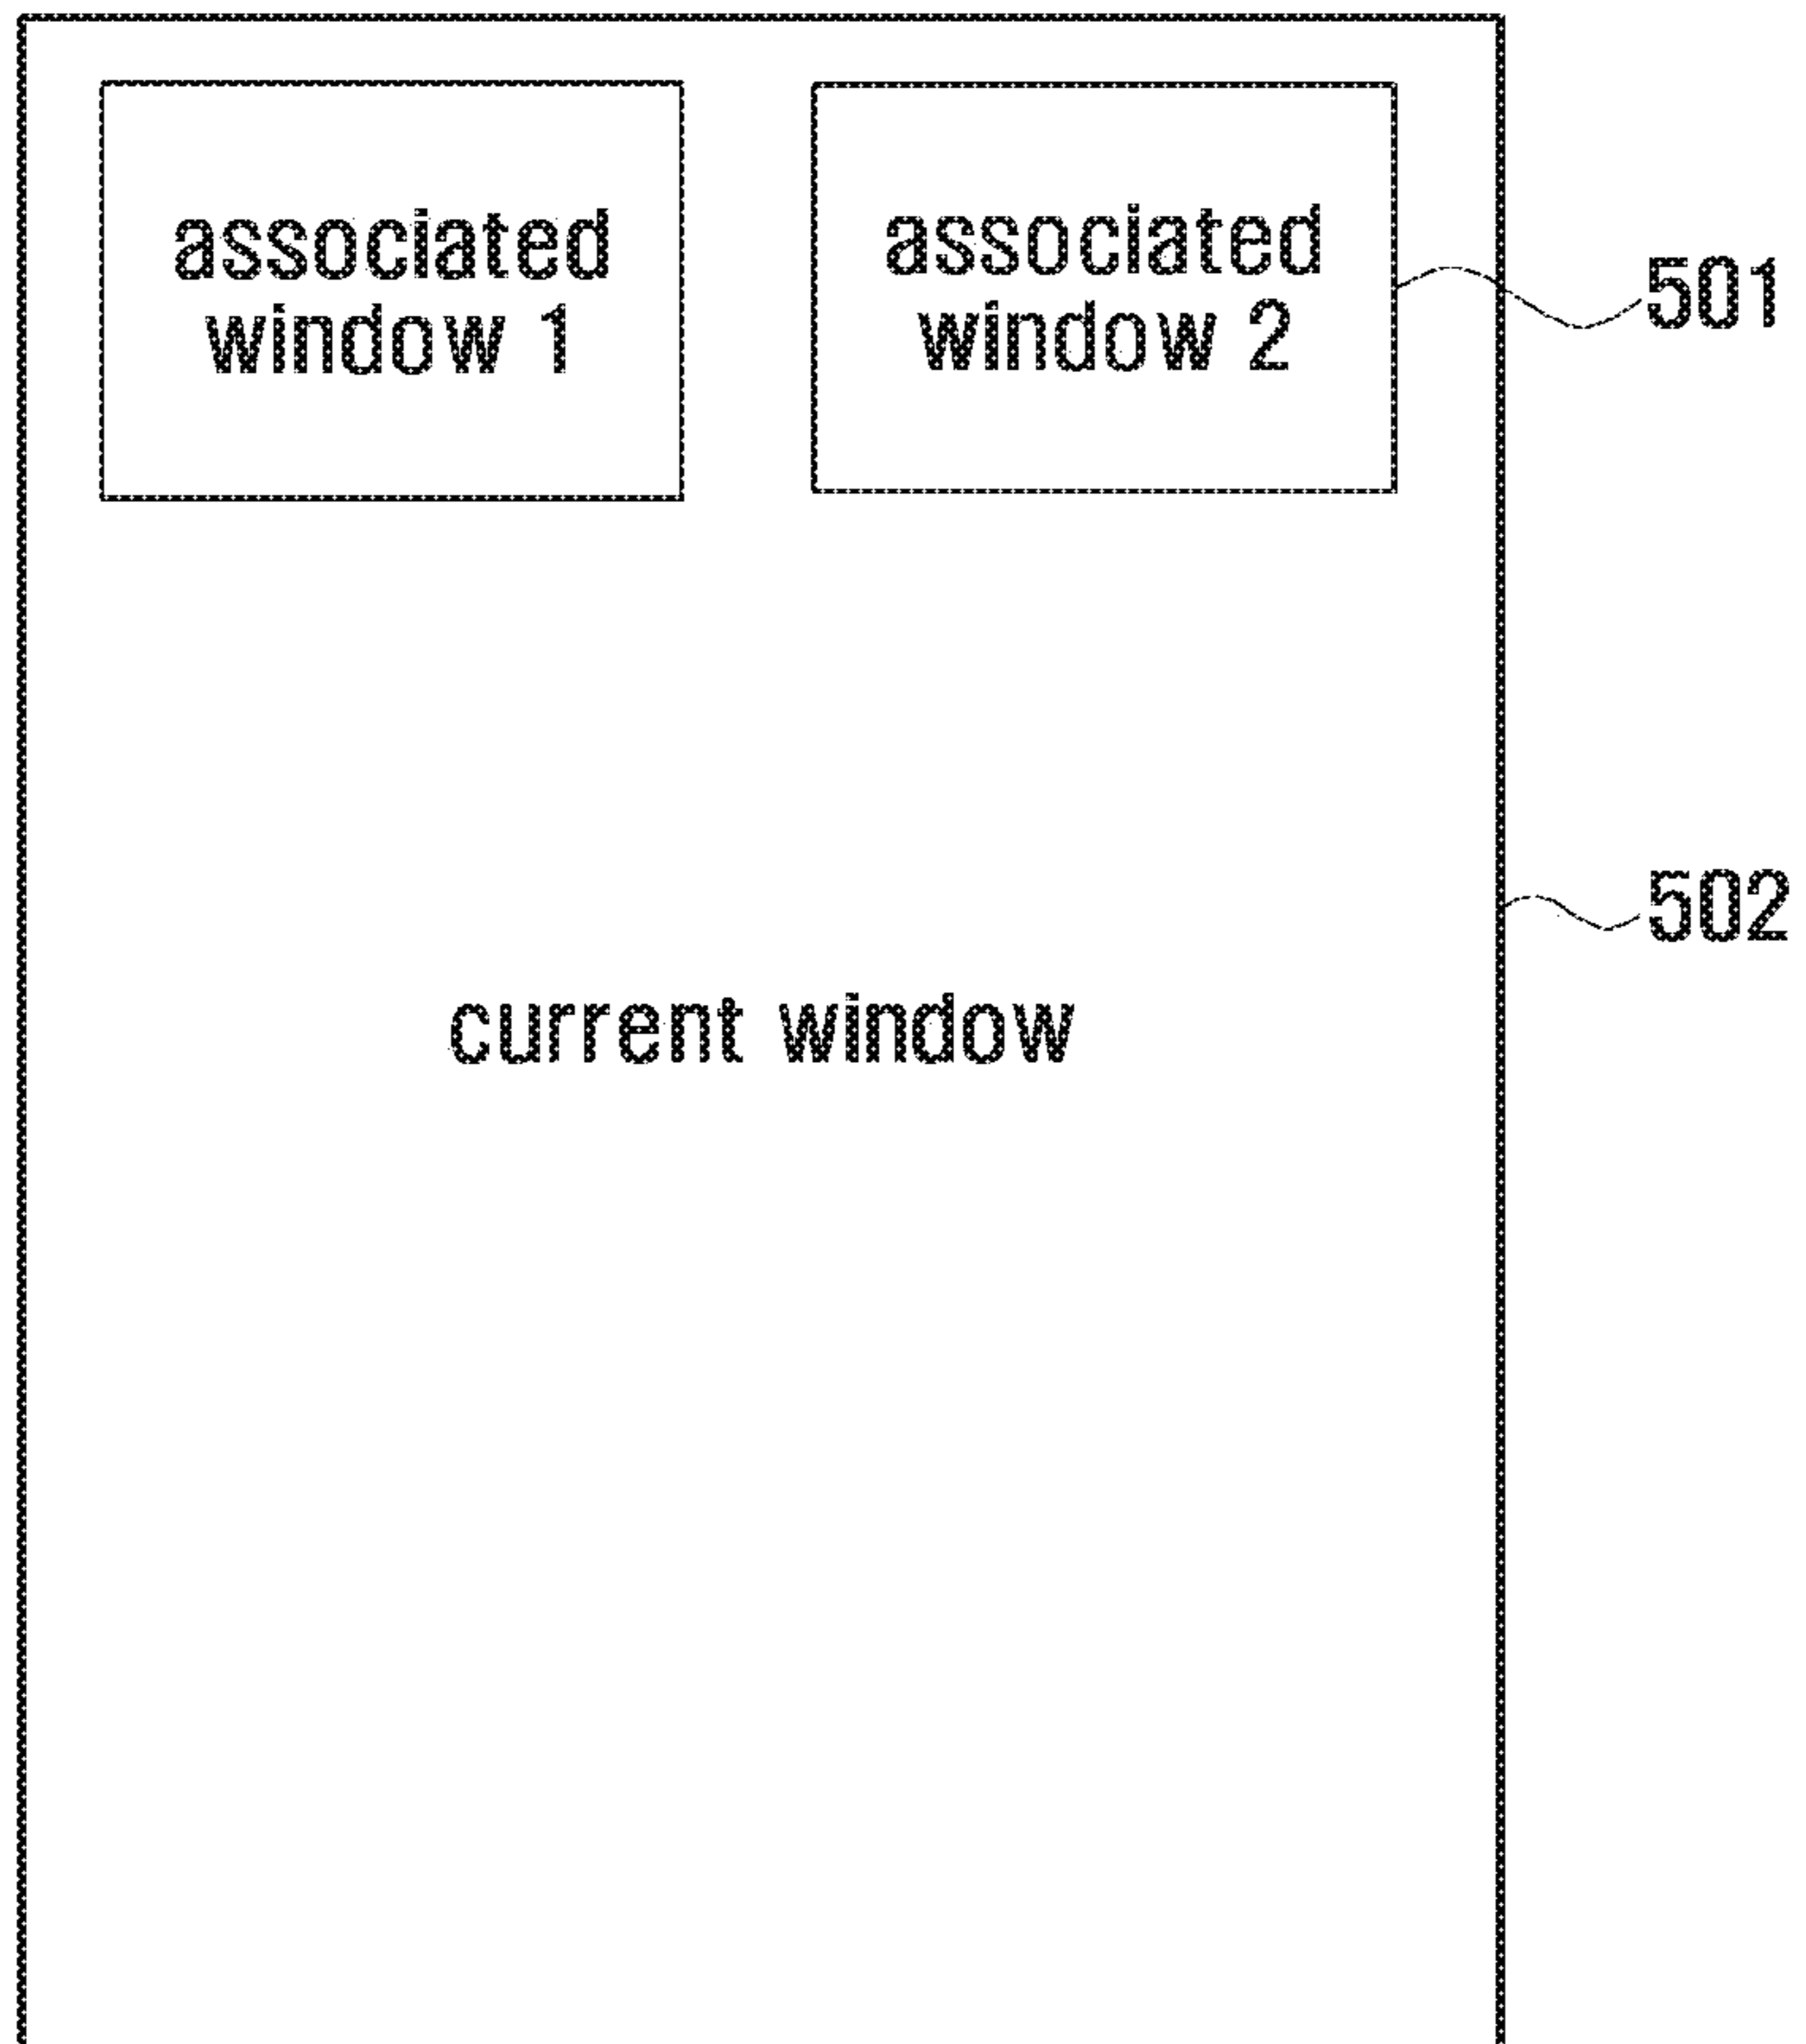 associated
window 1
associated
window 2
501
502
current window